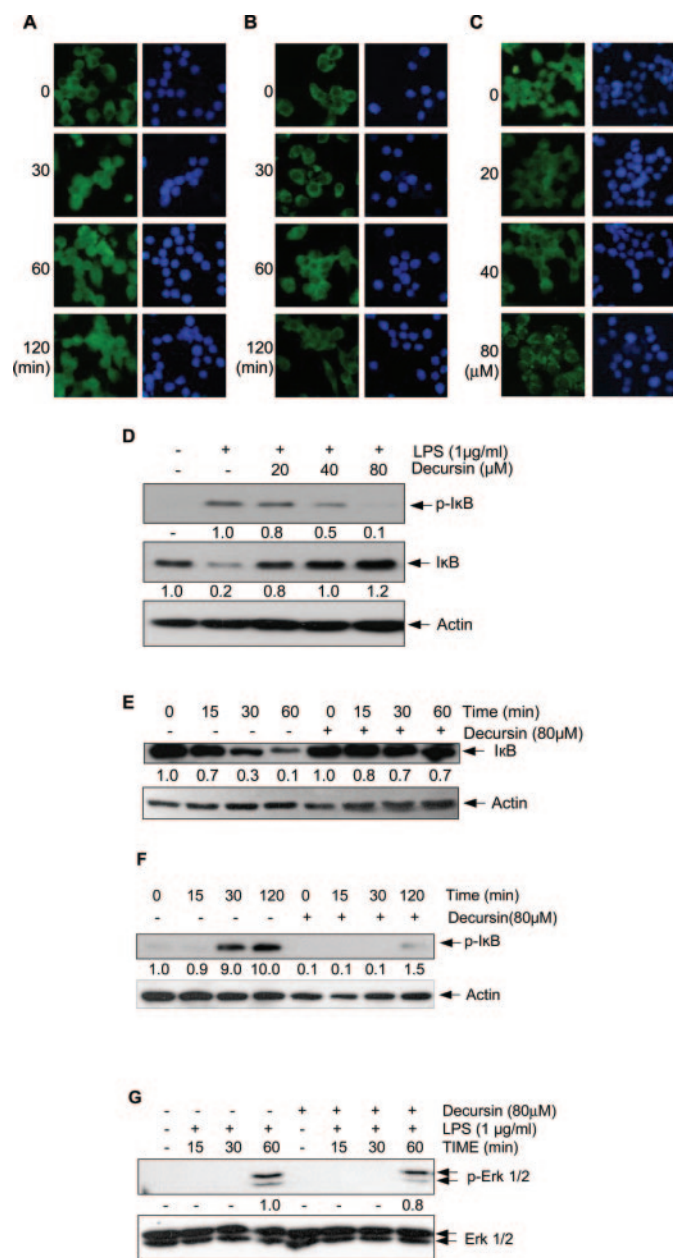 A B C
0 0 0
30 30 20
60 60 40
120 120 80
(min) (min) (μM)
D
- + + + + LPS (1μg/ml)
- - 20 40 80 Decursin (μM)
p-IκB
- 1.0 0.8 0.5 0.1
IκB
1.0 0.2 0.8 1.0 1.2
Actin
E
0 15 30 60 0 15 30 60 Time (min)
- - - - + + + + Decursin (80μM)
IκB
1.0 0.7 0.3 0.1 1.0 0.8 0.7 0.7
Actin
F
0 15 30 120 0 15 30 120 Time (min)
- - - - + + + + Decursin(80μM)
p-IκB
1.0 0.9 9.0 10.0 0.1 0.1 0.1 1.5
Actin
G
- - - - + + + + Decursin (80μM)
- + + + - + + + LPS (1 μg/ml)
- 15 30 60 - 15 30 60 TIME (min)
p-Erk 1/2
- - - 1.0 - - - 0.8
Erk 1/2